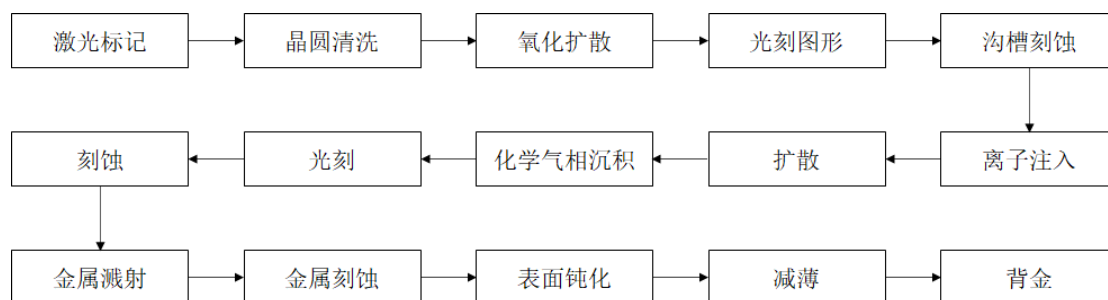 激光标记
晶圆清洗
氧化扩散
光刻图形
沟槽刻蚀
离子注入
扩散
化学气相沉积
光刻
刻蚀
金属溅射
金属刻蚀
表面钝化
减薄
背金